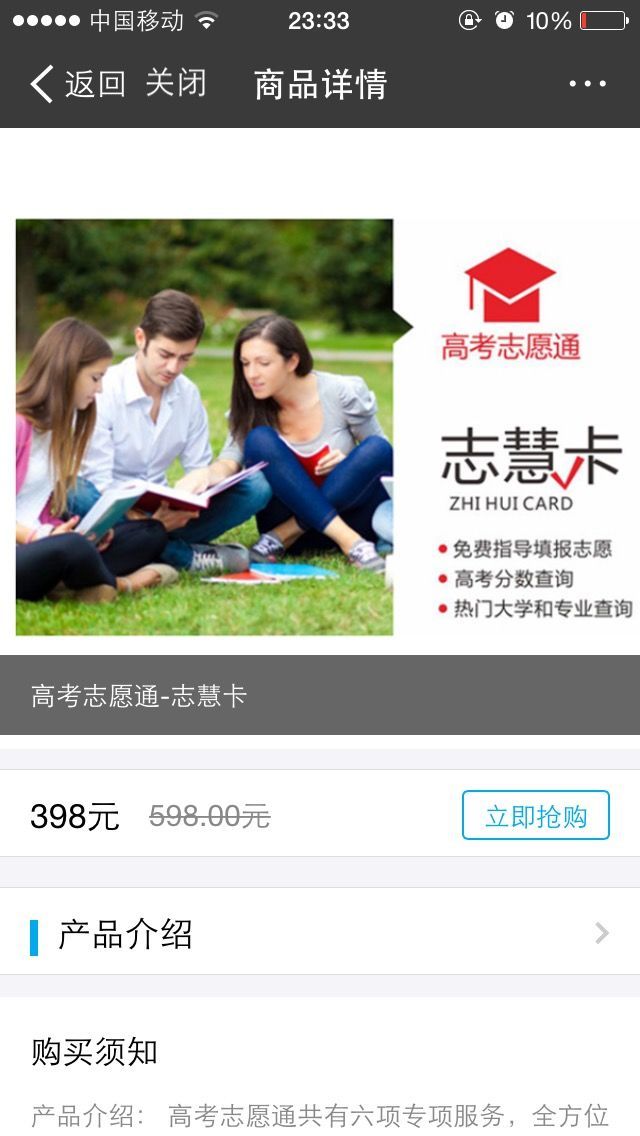 中国移动 23:33 10%
返回 关闭 商品详情
高考志愿通
志慧卡
ZHI HUI CARD
免费指导填报志愿
高考分数查询
热门大学和专业查询
高考志愿通-志慧卡
398元 598.00元 立即抢购
产品介绍
购买须知
产品介绍： 高考志愿通共有六项专项服务，全方位